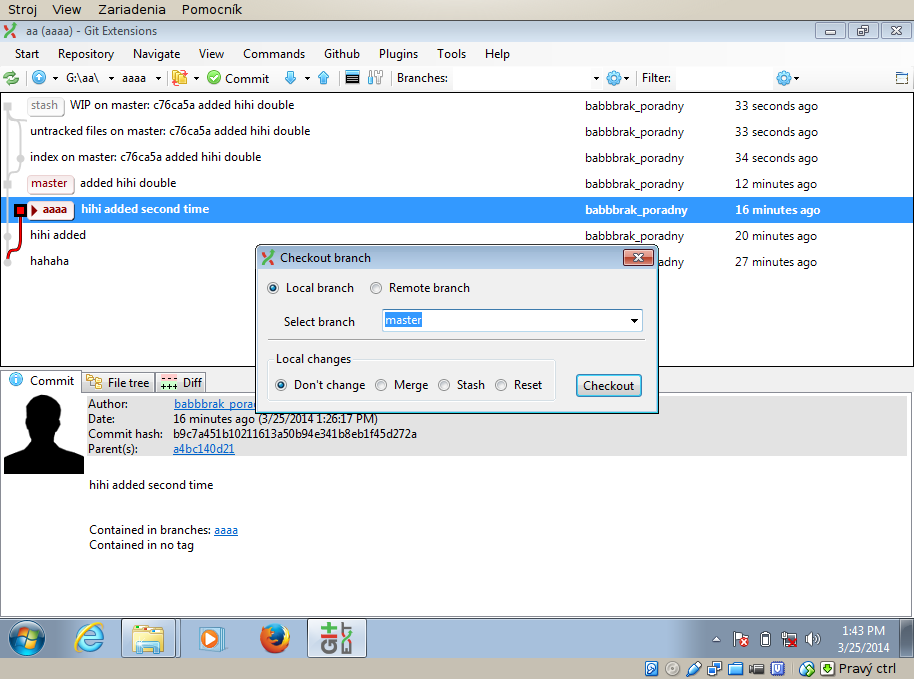 Stroj View Zariadenia Pomocník
aa (aaaa) - Git Extensions
Start Repository Navigate View Commands Github Plugins Tools Help
G:\aa\ aaaa Commit Branches: Filter:
stash WIP on master: c76ca5a added hihi double babbbrak_poradny 33 seconds ago
untracked files on master: c76ca5a added hihi double babbbrak_poradny 33 seconds ago
index on master: c76ca5a added hihi double babbbrak_poradny 34 seconds ago
master added hihi double babbbrak_poradny 12 minutes ago
aaaa hihi added second time babbbrak_poradny 16 minutes ago
hihi added babbbrak_poradny 20 minutes ago
hahaha adny 27 minutes ago
Checkout branch
Local branch Remote branch
Select branch master
Local changes
Don't change Merge Stash Reset Checkout
Commit File tree Diff
Author: babbbrak_pora
Date: 16 minutes ago (3/25/2014 1:26:17 PM)
Commit hash: b9c7a451b10211613a50b94e341b8eb1f45d272a
Parent(s): a4bc140d21
hihi added second time
Contained in branches: aaaa
Contained in no tag
Git EXT
1:43 PM
3/25/2014
Pravý ctrl